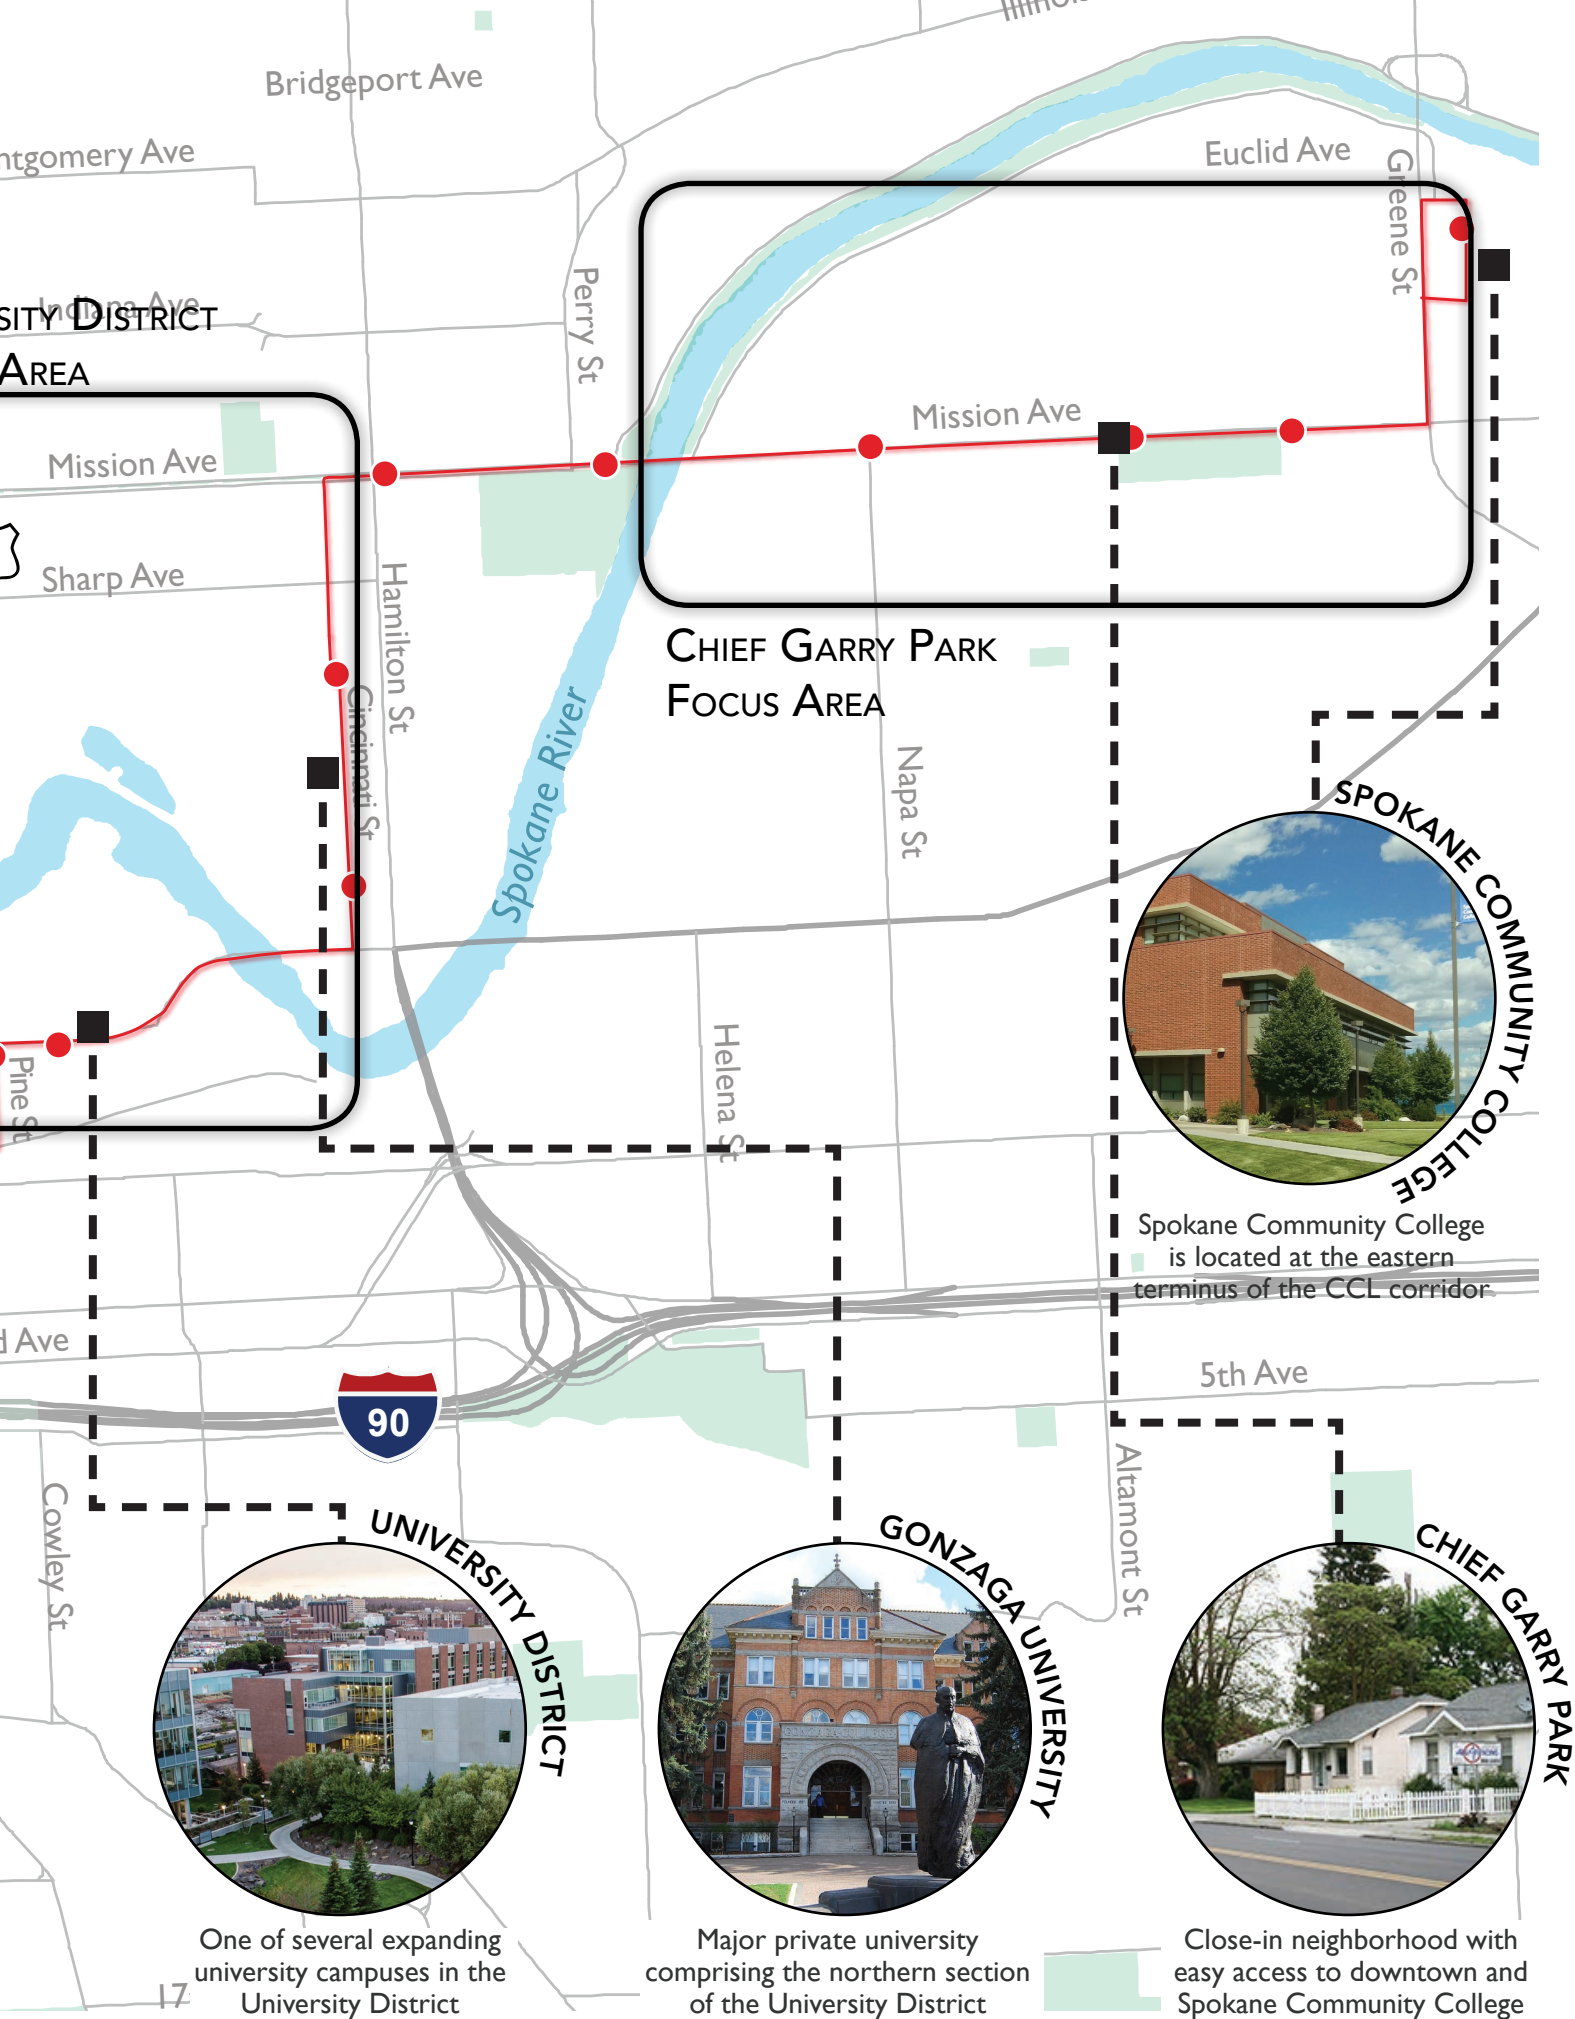 Bridgeport Ave
Euclid Ave
Greene St
Indiana Ave
DISTRICT
AREA
Perry St
Mission Ave
Mission Ave
Sharp Ave
Hamilton St
Cincinnati St
CHIEF GARRY PARK
FOCUS AREA
Spokane River
Napa St
SPOKANE COMMUNITY COLLEGE
Pine St
Helena St
Spokane Community College
is located at the eastern
terminus of the CCL corridor
Ave
5th Ave
90
Cowley St
Altamont St
UNIVERSITY DISTRICT
GONZAGA UNIVERSITY
CHIEF GARRY PARK
One of several expanding
university campuses in the
University District
Major private university
comprising the northern section
of the University District
Close-in neighborhood with
easy access to downtown and
Spokane Community College
17